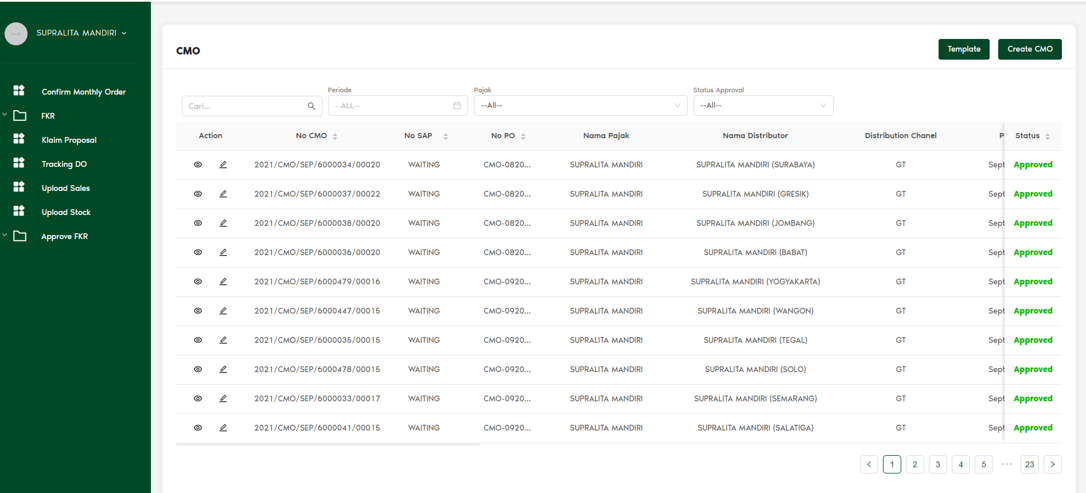 SUPRALITA MANDIRI
Confirm Monthly Order
FKR
Klaim Proposal
Tracking DO
Upload Sales
Upload Stock
Approve FKR
CMO
Template
Create CMO
Periode
Pajak
Status Approval
Cari...
--ALL--
--All--
--All--
Action No CMO No SAP No PO Nama Pajak Nama Distributor Distribution Chanel P Status
2021/CMO/SEP/6000034/00020 WAITING CMO-0820... SUPRALITA MANDIRI SUPRALITA MANDIRI (SURABAYA) GT Sept Approved
2021/CMO/SEP/6000037/00022 WAITING CMO-0820... SUPRALITA MANDIRI SUPRALITA MANDIRI (GRESIK) GT Sept Approved
2021/CMO/SEP/6000038/00020 WAITING CMO-0820... SUPRALITA MANDIRI SUPRALITA MANDIRI (JOMBANG) GT Sept Approved
2021/CMO/SEP/6000036/00020 WAITING CMO-0820... SUPRALITA MANDIRI SUPRALITA MANDIRI (BABAT) GT Sept Approved
2021/CMO/SEP/6000479/00016 WAITING CMO-0920... SUPRALITA MANDIRI SUPRALITA MANDIRI (YOGYAKARTA) GT Sept Approved
2021/CMO/SEP/6000447/00015 WAITING CMO-0920... SUPRALITA MANDIRI SUPRALITA MANDIRI (WANGON) GT Sept Approved
2021/CMO/SEP/6000035/00015 WAITING CMO-0920... SUPRALITA MANDIRI SUPRALITA MANDIRI (TEGAL) GT Sept Approved
2021/CMO/SEP/6000478/00015 WAITING CMO-0920... SUPRALITA MANDIRI SUPRALITA MANDIRI (SOLO) GT Sept Approved
2021/CMO/SEP/6000033/00017 WAITING CMO-0920... SUPRALITA MANDIRI SUPRALITA MANDIRI (SEMARANG) GT Sept Approved
2021/CMO/SEP/6000041/00015 WAITING CMO-0920... SUPRALITA MANDIRI SUPRALITA MANDIRI (SALATIGA) GT Sept Approved
1 2 3 4 5 ••• 23